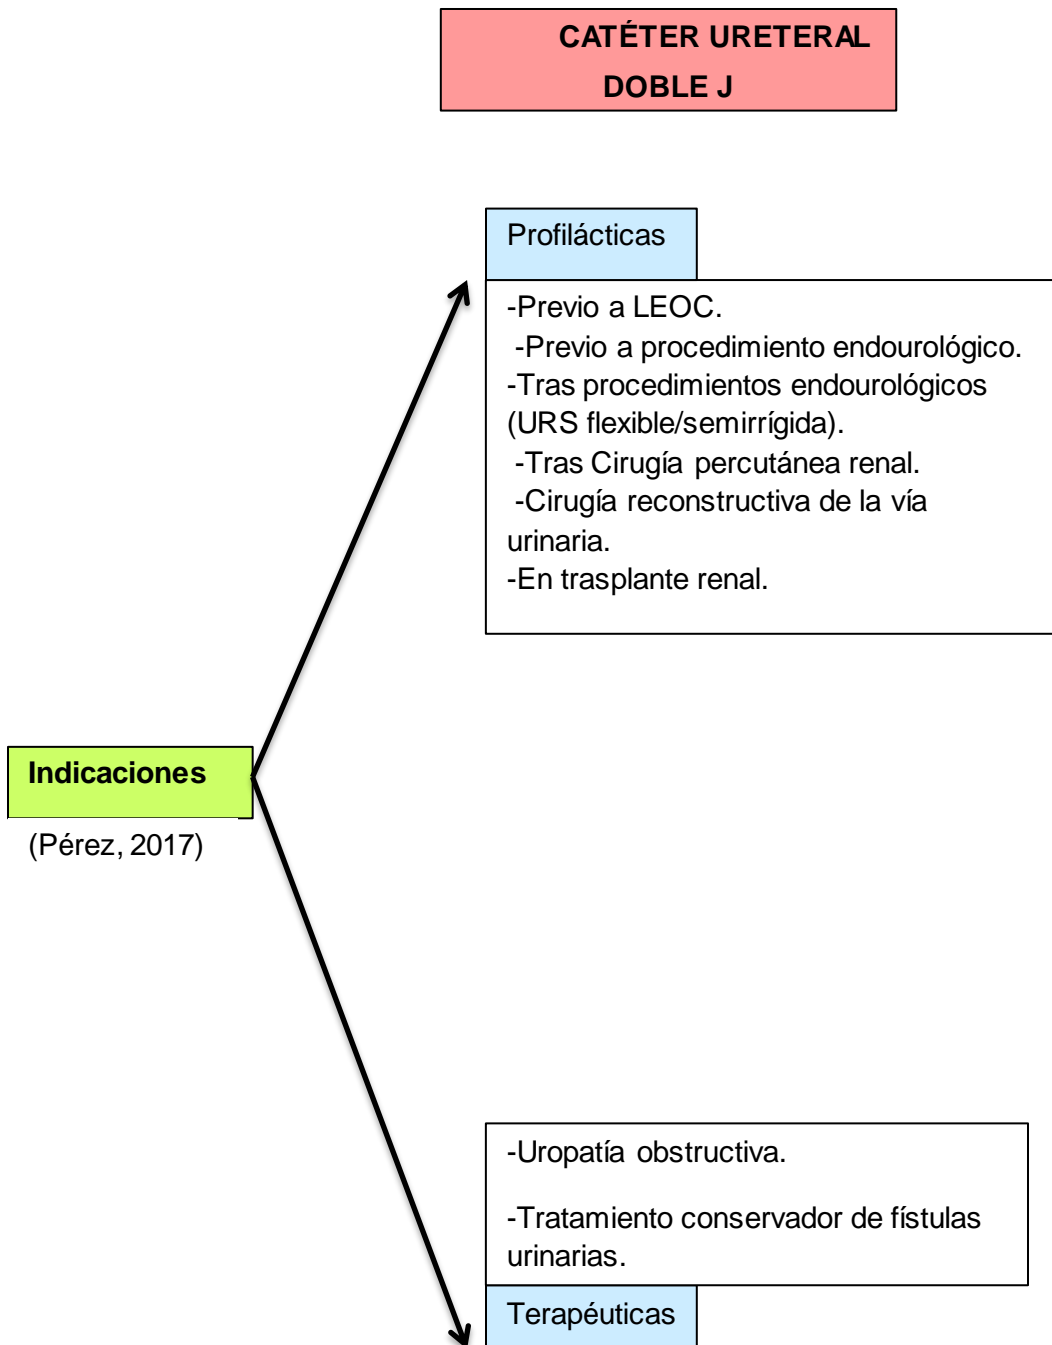 CATÉTER URETERAL
DOBLE J
Profilácticas
-Previo a LEOC.
-Previo a procedimiento endourológico.
-Tras procedimientos endourológicos
(URS flexible/semirrígida).
-Tras Cirugía percutánea renal.
-Cirugía reconstructiva de la vía
urinaria.
-En trasplante renal.
Indicaciones
(Pérez, 2017)
-Uropatía obstructiva.
-Tratamiento conservador de fístulas
urinarias.
Terapéuticas